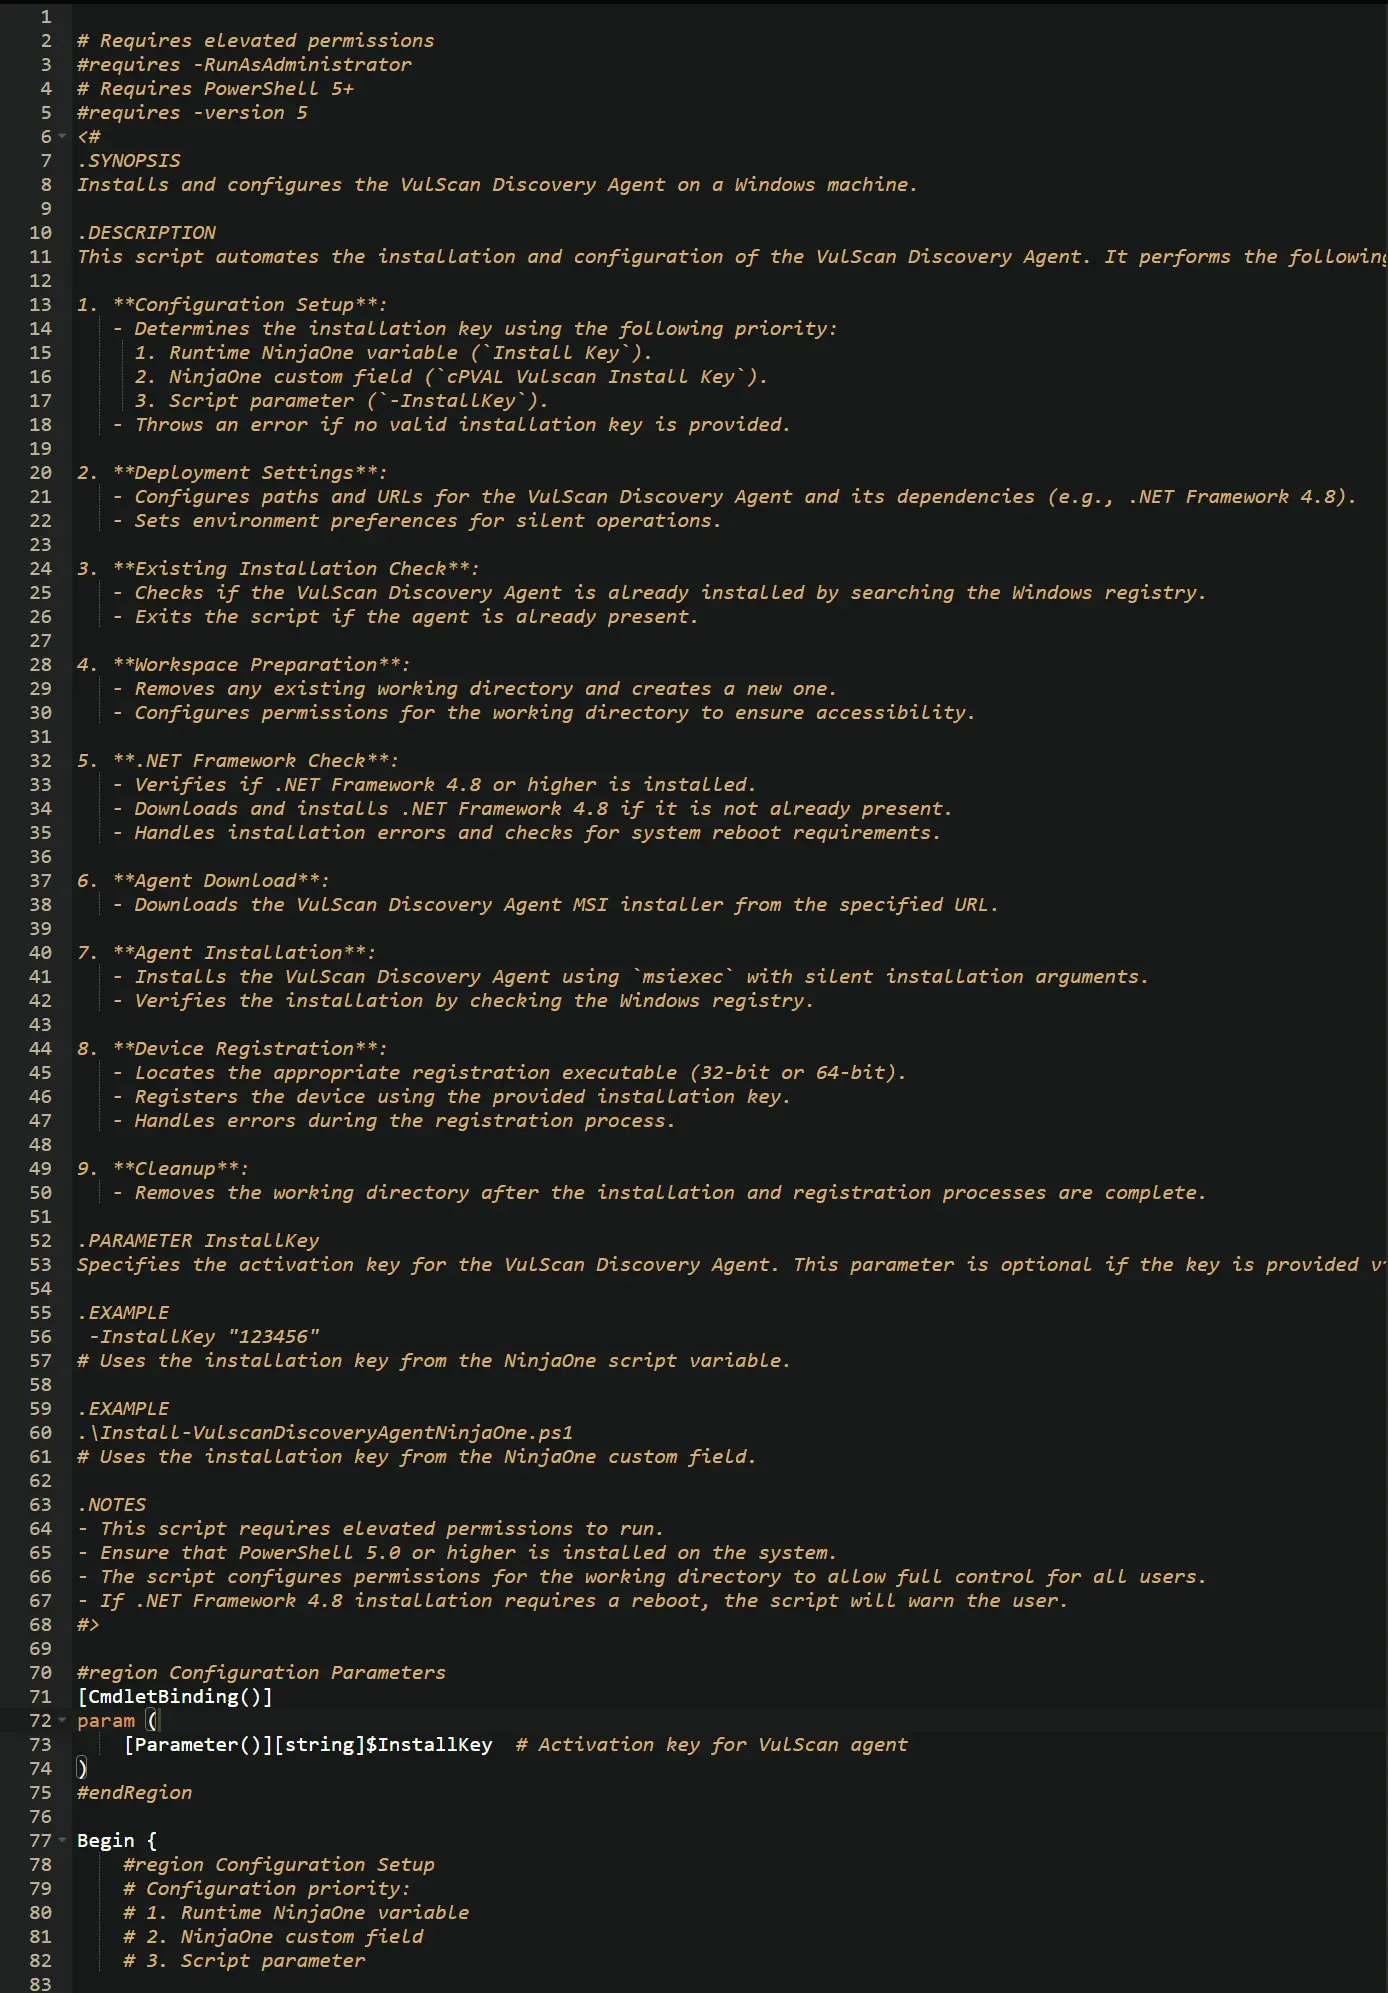 1
2 # Requires elevated permissions
3 #requires -RunAsAdministrator
4 # Requires PowerShell 5+
5 #requires -version 5
6 <#
7 .SYNOPSIS
8 Installs and configures the VulScan Discovery Agent on a Windows machine.
9
10 .DESCRIPTION
11 This script automates the installation and configuration of the VulScan Discovery Agent. It performs the following
12
13 1. **Configuration Setup**:
14 - Determines the installation key using the following priority:
15 1. Runtime NinjaOne variable (`Install Key`).
16 2. NinjaOne custom field (`cPVAL Vulscan Install Key`).
17 3. Script parameter (`-InstallKey`).
18 - Throws an error if no valid installation key is provided.
19
20 2. **Deployment Settings**:
21 - Configures paths and URLs for the VulScan Discovery Agent and its dependencies (e.g., .NET Framework 4.8).
22 - Sets environment preferences for silent operations.
23
24 3. **Existing Installation Check**:
25 - Checks if the VulScan Discovery Agent is already installed by searching the Windows registry.
26 - Exits the script if the agent is already present.
27
28 4. **Workspace Preparation**:
29 - Removes any existing working directory and creates a new one.
30 - Configures permissions for the working directory to ensure accessibility.
31
32 5. **.NET Framework Check**:
33 - Verifies if .NET Framework 4.8 or higher is installed.
34 - Downloads and installs .NET Framework 4.8 if it is not already present.
35 - Handles installation errors and checks for system reboot requirements.
36
37 6. **Agent Download**:
38 - Downloads the VulScan Discovery Agent MSI installer from the specified URL.
39
40 7. **Agent Installation**:
41 - Installs the VulScan Discovery Agent using `msiexec` with silent installation arguments.
42 - Verifies the installation by checking the Windows registry.
43
44 8. **Device Registration**:
45 - Locates the appropriate registration executable (32-bit or 64-bit).
46 - Registers the device using the provided installation key.
47 - Handles errors during the registration process.
48
49 9. **Cleanup**:
50 - Removes the working directory after the installation and registration processes are complete.
51
52 .PARAMETER InstallKey
53 Specifies the activation key for the VulScan Discovery Agent. This parameter is optional if the key is provided
54
55 .EXAMPLE
56 -InstallKey "123456"
57 # Uses the installation key from the NinjaOne script variable.
58
59 .EXAMPLE
60 .\Install-VulscanDiscoveryAgentNinjaOne.ps1
61 # Uses the installation key from the NinjaOne custom field.
62
63 .NOTES
64 - This script requires elevated permissions to run.
65 - Ensure that PowerShell 5.0 or higher is installed on the system.
66 - The script configures permissions for the working directory to allow full control for all users.
67 - If .NET Framework 4.8 installation requires a reboot, the script will warn the user.
68 #>
69
70 #region Configuration Parameters
71 [CmdletBinding()]
72 param (
73 [Parameter()][string]$InstallKey # Activation key for VulScan agent
74 )
75 #endRegion
76
77 Begin {
78 #region Configuration Setup
79 # Configuration priority:
80 # 1. Runtime NinjaOne variable
81 # 2. NinjaOne custom field
82 # 3. Script parameter
83